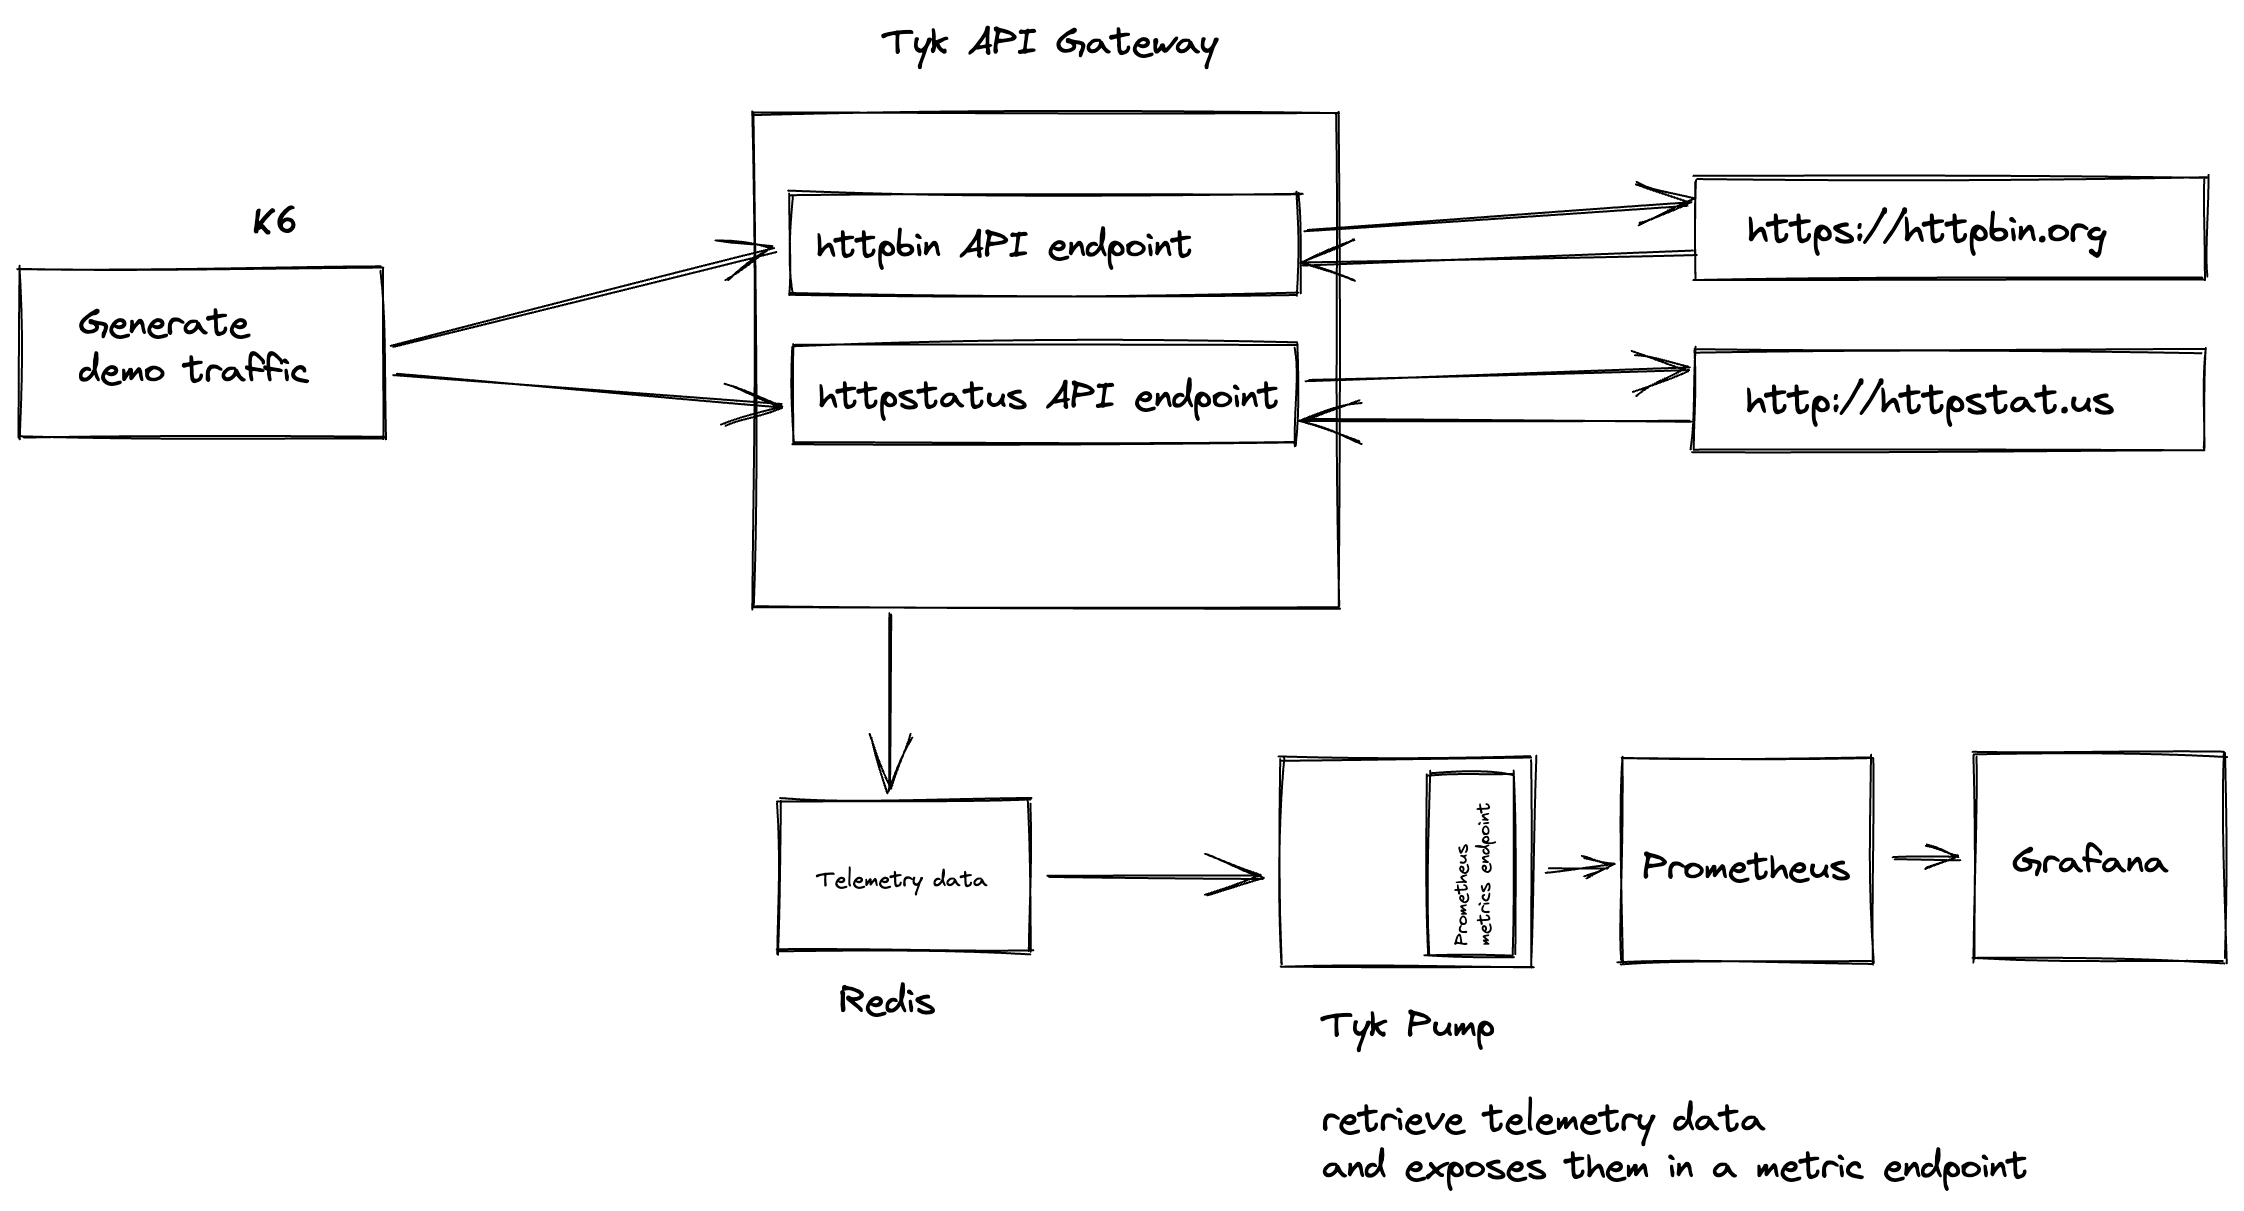 Tyk API Gateway
K6
Generate
demo traffic
httpbin API endpoint
httpstatus API endpoint
https://httpbin.org
http://httpstat.us
Telemetry data
Redis
Prometheus
metrics endpoint
Tyk Pump
retrieve telemetry data
and exposes them in a metric endpoint
Prometheus
Grafana